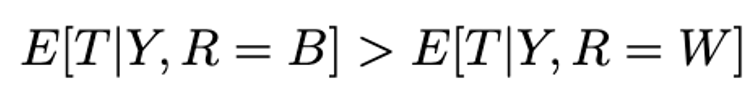 E[T|Y, R = B] > E[T|Y, R = W]